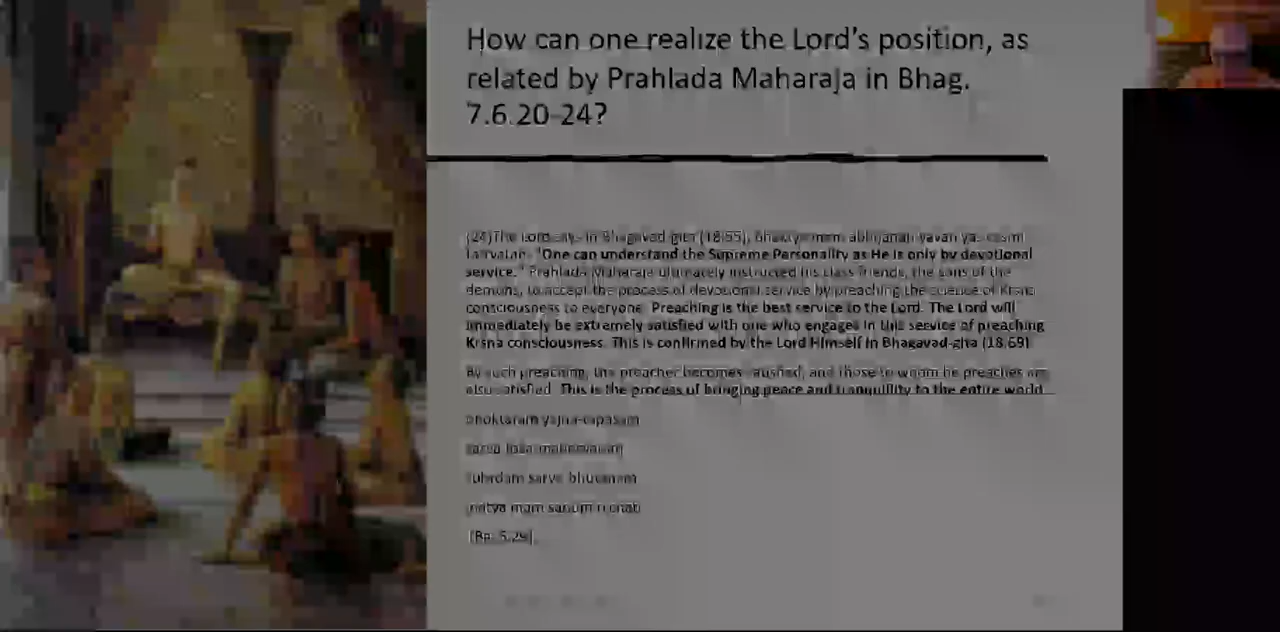 How can one realize the Lord's position, as
related by Prahlada Maharaja in Bhag.
7.6.20-24?
(24)The Lord says in Bhagavad-gita (18.55), bhaktya mam abhijanati yavan yas casmi
tattvatah: "One can understand the Supreme Personality as He is only by devotional
service." Prahlada Maharaja ultimately instructed his class friends, the sons of the
demons, to accept the process of devotional service by preaching the science of Krsna
consciousness to everyone. Preaching is the best service to the Lord. The Lord will
immediately be extremely satisfied with one who engages in this service of preaching
Krsna consciousness. This is confirmed by the Lord Himself in Bhagavad-gita (18.69)
By such preaching, the preacher becomes satisfied, and those to whom he preaches are
also satisfied. This is the process of bringing peace and tranquillity to the entire world
bhoktaram yajna-tapasam
sarva-loka-mahesvaram
suhrdam sarva-bhutanam
jnatva mam santim rcchati
[Bg. 5.29].